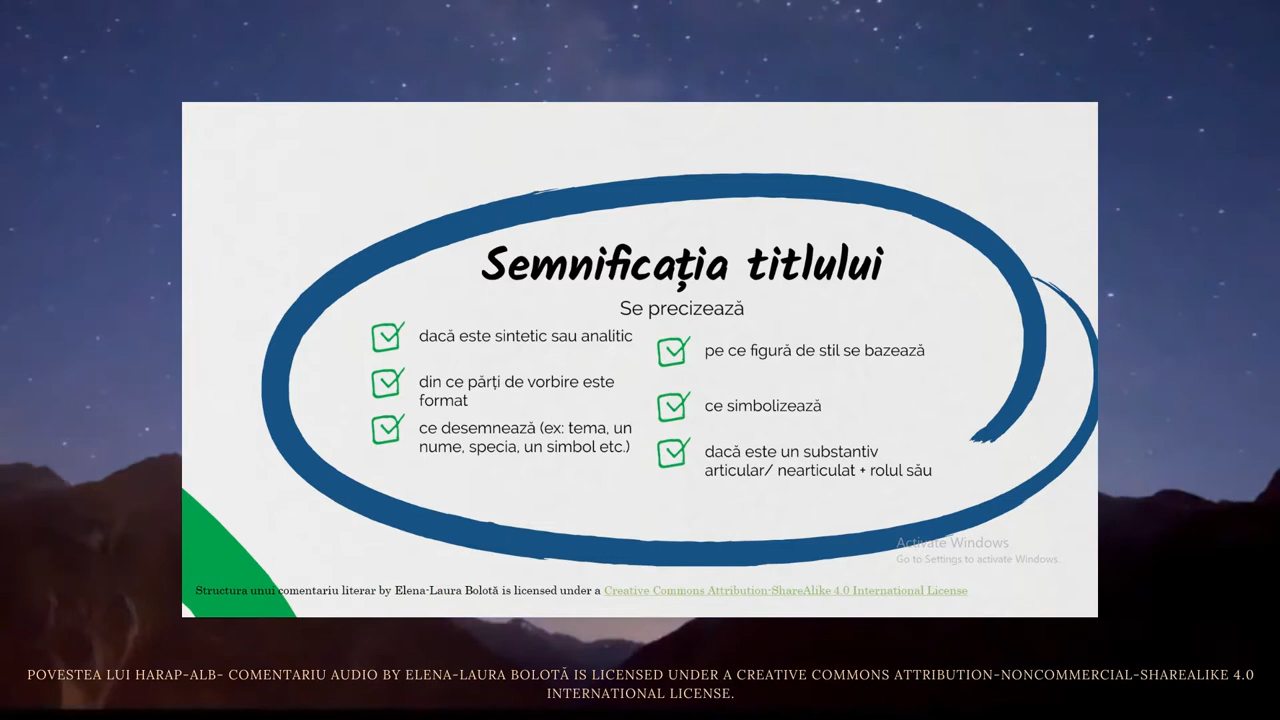 Semnificația titlului
Se precizează
dacă este sintetic sau analitic
din ce părți de vorbire este
format
ce desemnează (ex: tema, un
nume, specia, un simbol etc.)
pe ce figură de stil se bazează
ce simbolizează
dacă este un substantiv
articular/ nearticulat + rolul său
Activate Windows
Go to Settings to activate Windows.
Structura unui comentariu literar by Elena-Laura Bolotă is licensed under a Creative Commons Attribution-ShareAlike 4.0 International License
POVESTEA LUI HARAP-ALB- COMENTARIU AUDIO BY ELENA-LAURA BOLOTĂ IS LICENSED UNDER A CREATIVE COMMONS ATTRIBUTION-NONCOMMERCIAL-SHAREALIKE 4.0
INTERNATIONAL LICENSE.